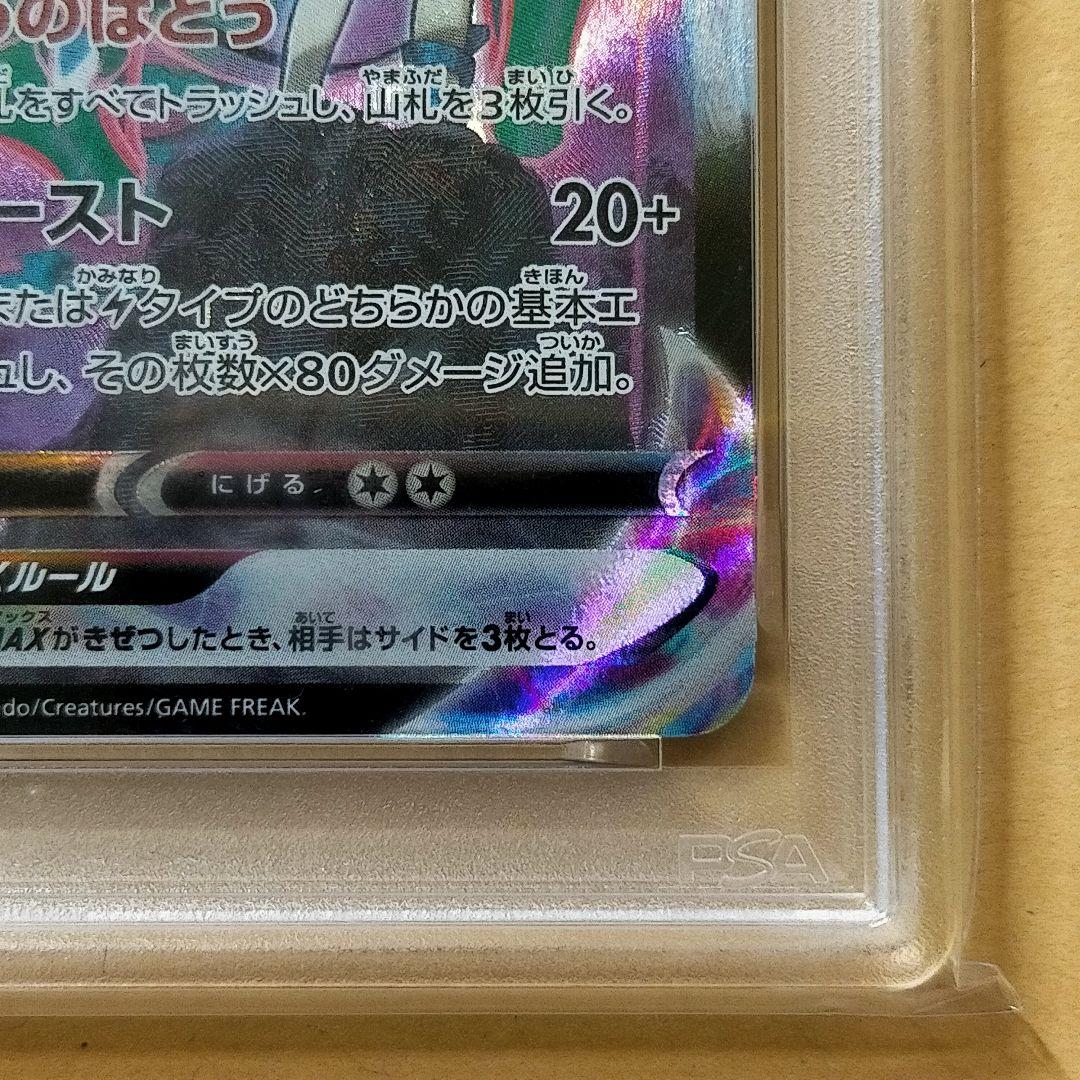 のはどう
札をすべてトラッシュし、山札を3枚引く。
ースト 20+
または タイプのどちらかの基本エ
ュし、その枚数×80ダメージ追加。
にげる
ルール
MAXがきぜつしたとき、相手はサイドを3枚とる。
do/Creatures/GAME FREAK.
PSA